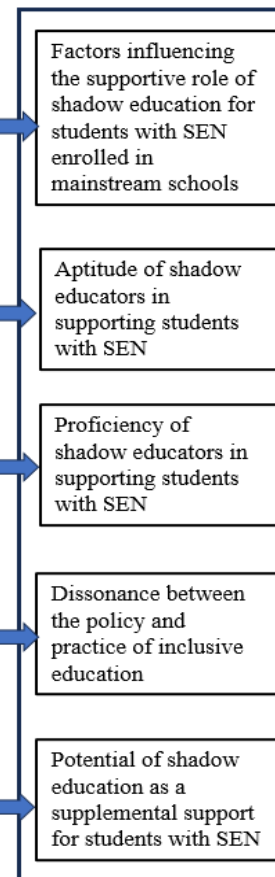 Factors influencing
the supportive role of
shadow education for
students with SEN
enrolled in
mainstream schools
Aptitude of shadow
educators in
supporting students
with SEN
Proficiency of
shadow educators in
supporting students
with SEN
Dissonance between
the policy and
practice of inclusive
education
Potential of shadow
education as a
supplemental support
for students with SEN